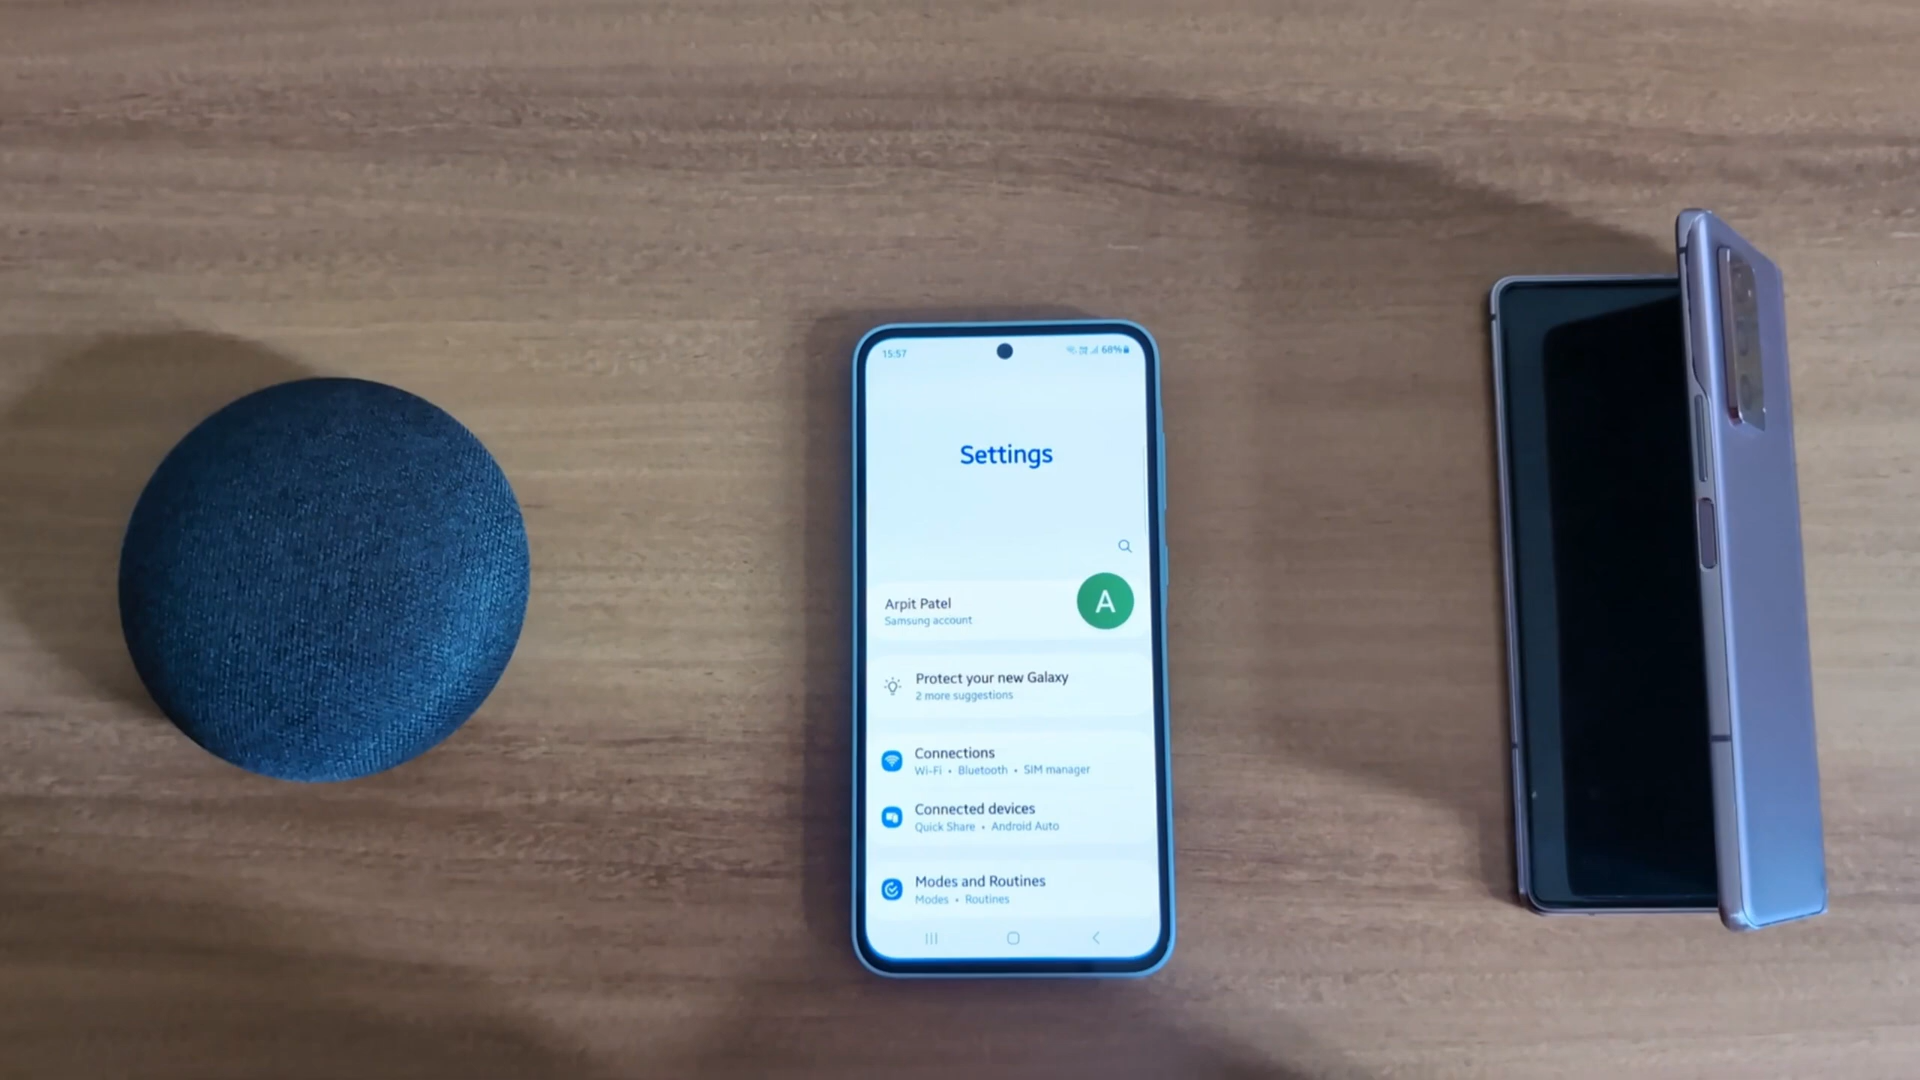 15:57 68%
Settings
Arpit Patel
Samsung account
A
Protect your new Galaxy
2 more suggestions
Connections
Wi-Fi • Bluetooth • SIM manager
Connected devices
Quick Share • Android Auto
Modes and Routines
Modes • Routines